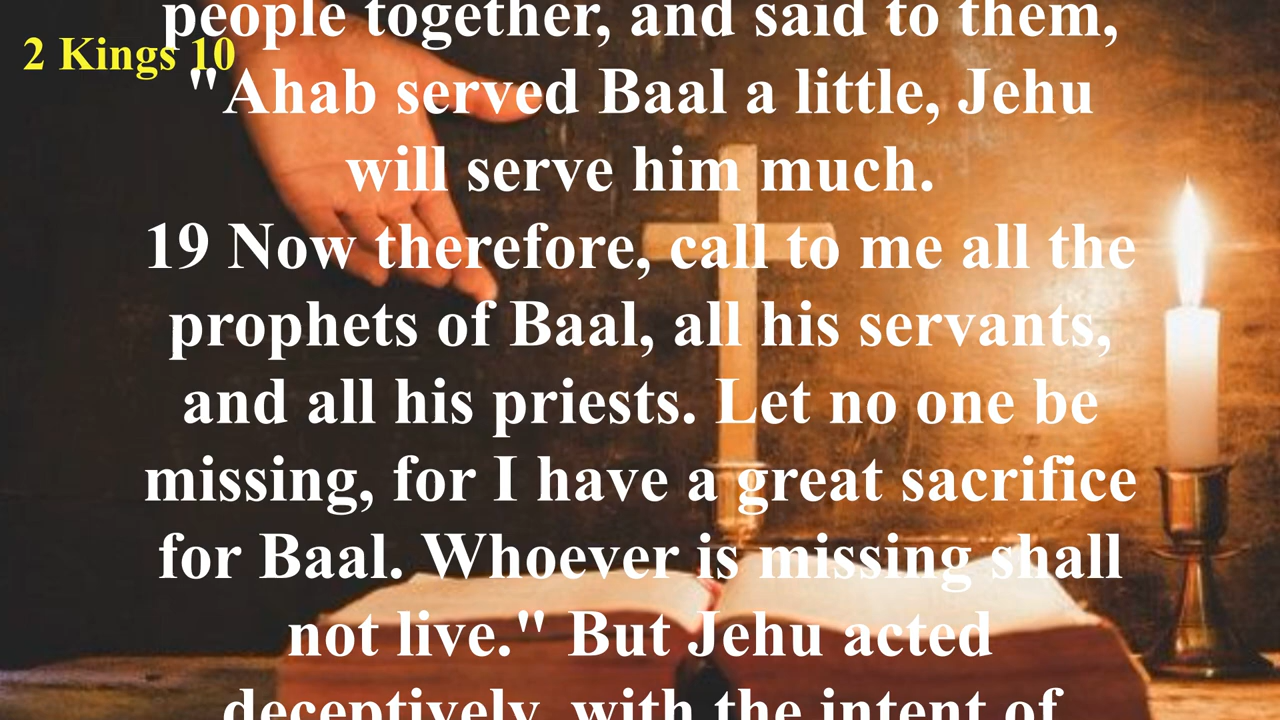 2 Kings 10
people together, and said to them,
"Ahab served Baal a little, Jehu
will serve him much.
19 Now therefore, call to me all the
prophets of Baal, all his servants,
and all his priests. Let no one be
missing, for I have a great sacrifice
for Baal. Whoever is missing shall
not live." But Jehu acted
deceptively, with the intent of